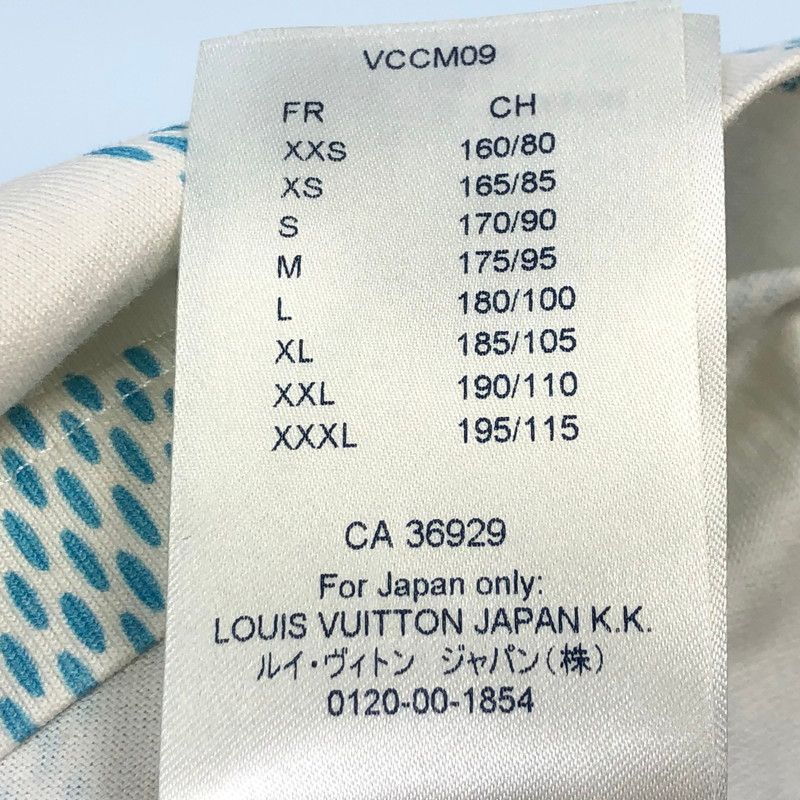 VCCM09
FR CH
XXS 160/80
XS 165/85
S 170/90
M 175/95
L 180/100
XL 185/105
XXL 190/110
XXXL 195/115
CA 36929
For Japan only:
LOUIS VUITTON JAPAN K.K.
ルイ・ヴィトン ジャパン(株)
0120-00-1854